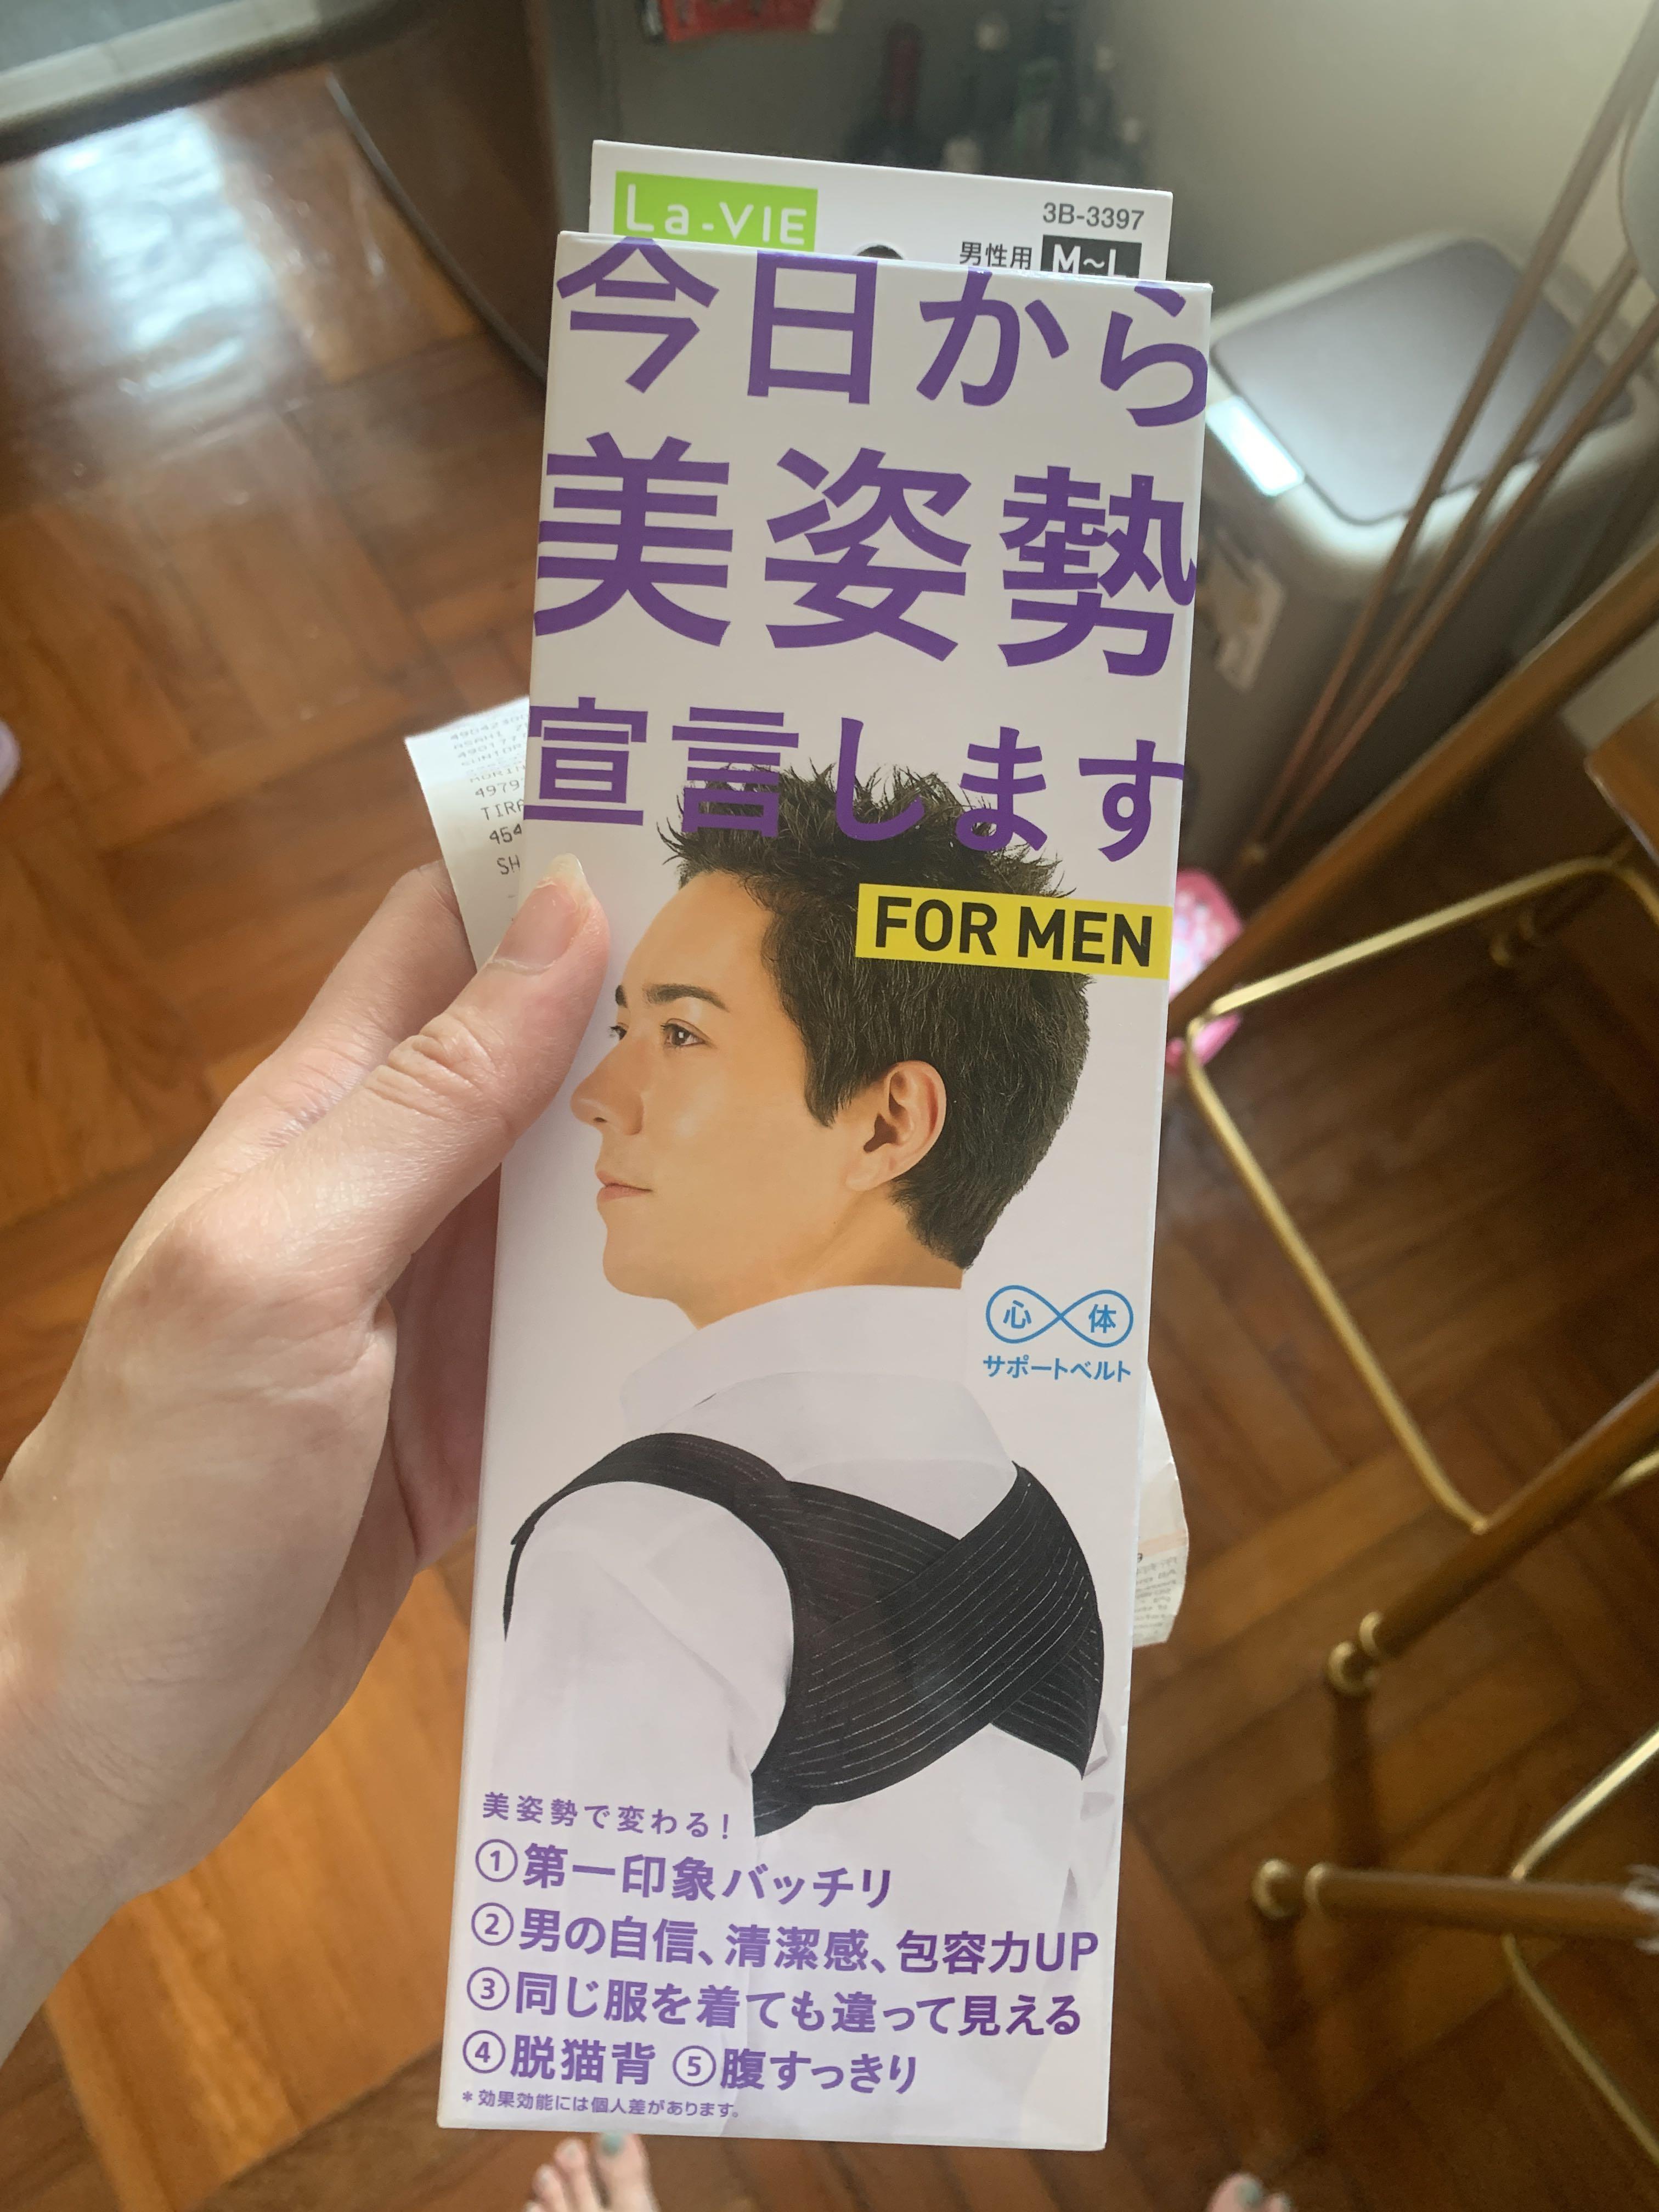 La-VIE
3B-3397
男性用 M～L
今日から
美姿勢
宣言します
FOR MEN
心 体
サポートベルト
美姿勢で変わる!
①第一印象バッチリ
②男の自信、清潔感、包容力UP
③同じ服を着ても違って見える
④脱猫背 ⑤腹すっきり
*効果効能には個人差があります。
4979
454
SH